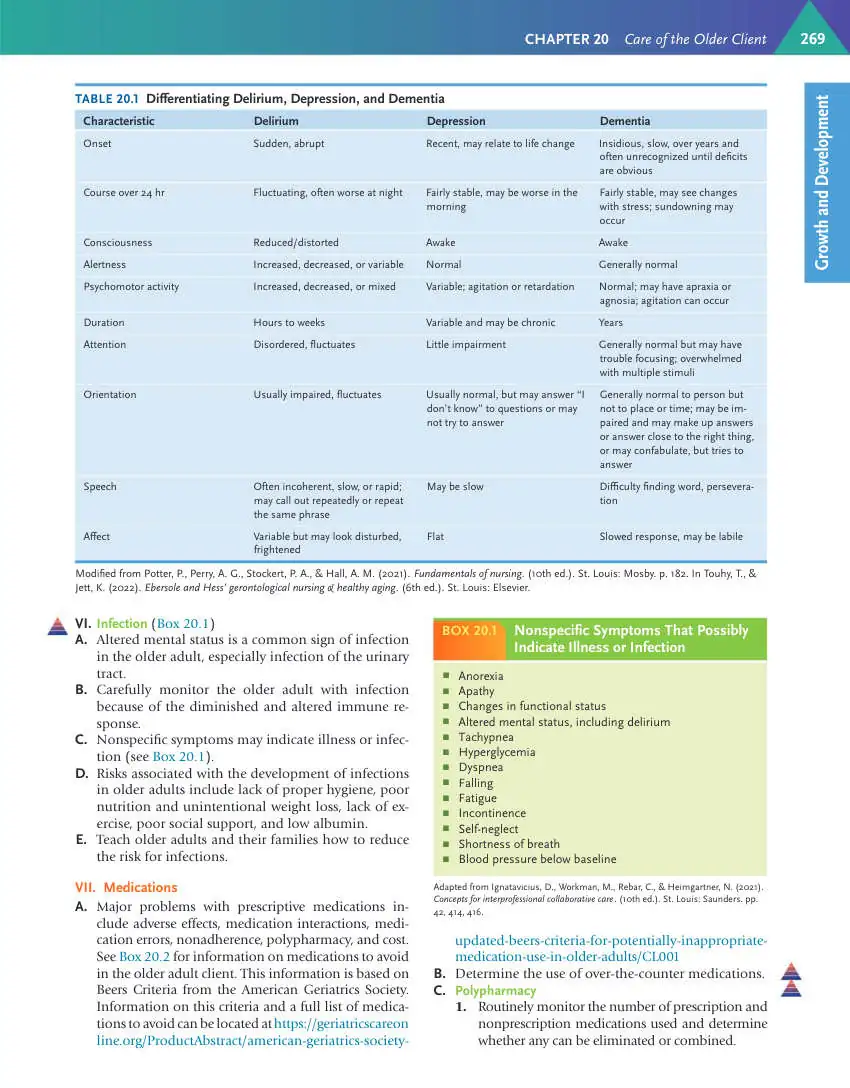 CHAPTER 20 Care of the Older Client 269
Growth and Development
TABLE 20.1 Differentiating Delirium, Depression, and Dementia
Characteristic Delirium Depression Dementia
Onset Sudden, abrupt Recent, may relate to life change Insidious, slow, over years and
often unrecognized until deficits
are obvious
Course over 24 hr Fluctuating, often worse at night Fairly stable, may be worse in the Fairly stable, may see changes
morning with stress; sundowning may
occur
Consciousness Reduced/distorted Awake Awake
Alertness Increased, decreased, or variable Normal Generally normal
Psychomotor activity Increased, decreased, or mixed Variable; agitation or retardation Normal; may have apraxia or
agnosia; agitation can occur
Duration Hours to weeks Variable and may be chronic Years
Attention Disordered, fluctuates Little impairment Generally normal but may have
trouble focusing; overwhelmed
with multiple stimuli
Orientation Usually impaired, fluctuates Usually normal, but may answer “I Generally normal to person but
don’t know” to questions or may not to place or time; may be im-
not try to answer paired and may make up answers
or answer close to the right thing,
or may confabulate, but tries to
answer
Speech Often incoherent, slow, or rapid; May be slow Difficulty finding word, persevera-
may call out repeatedly or repeat tion
the same phrase
Affect Variable but may look disturbed, Flat Slowed response, may be labile
frightened
Modified from Potter, P., Perry, A. G., Stockert, P. A., & Hall, A. M. (2021). Fundamentals of nursing. (10th ed.). St. Louis: Mosby. p. 182. In Touhy, T., &
Jett, K. (2022). Ebersole and Hess’ gerontological nursing & healthy aging. (6th ed.). St. Louis: Elsevier.
VI. Infection (Box 20.1)
A. Altered mental status is a common sign of infection
in the older adult, especially infection of the urinary
tract.
B. Carefully monitor the older adult with infection
because of the diminished and altered immune re-
sponse.
C. Nonspecific symptoms may indicate illness or infec-
tion (see Box 20.1).
D. Risks associated with the development of infections
in older adults include lack of proper hygiene, poor
nutrition and unintentional weight loss, lack of ex-
ercise, poor social support, and low albumin.
E. Teach older adults and their families how to reduce
the risk for infections.
VII. Medications
A. Major problems with prescriptive medications in-
clude adverse effects, medication interactions, medi-
cation errors, nonadherence, polypharmacy, and cost.
See Box 20.2 for information on medications to avoid
in the older adult client. This information is based on
Beers Criteria from the American Geriatrics Society.
Information on this criteria and a full list of medica-
tions to avoid can be located at https://geriatricscareon
line.org/ProductAbstract/american-geriatrics-society-
BOX 20.1 Nonspecific Symptoms That Possibly
Indicate Illness or Infection
■ Anorexia
■ Apathy
■ Changes in functional status
■ Altered mental status, including delirium
■ Tachypnea
■ Hyperglycemia
■ Dyspnea
■ Falling
■ Fatigue
■ Incontinence
■ Self-neglect
■ Shortness of breath
■ Blood pressure below baseline
Adapted from Ignatavicius, D., Workman, M., Rebar, C., & Heimgartner, N. (2021).
Concepts for interprofessional collaborative care. (10th ed.). St. Louis: Saunders. pp.
42, 414, 416.
updated-beers-criteria-for-potentially-inappropriate-
medication-use-in-older-adults/CL001
B. Determine the use of over-the-counter medications.
C. Polypharmacy
1. Routinely monitor the number of prescription and
nonprescription medications used and determine
whether any can be eliminated or combined.